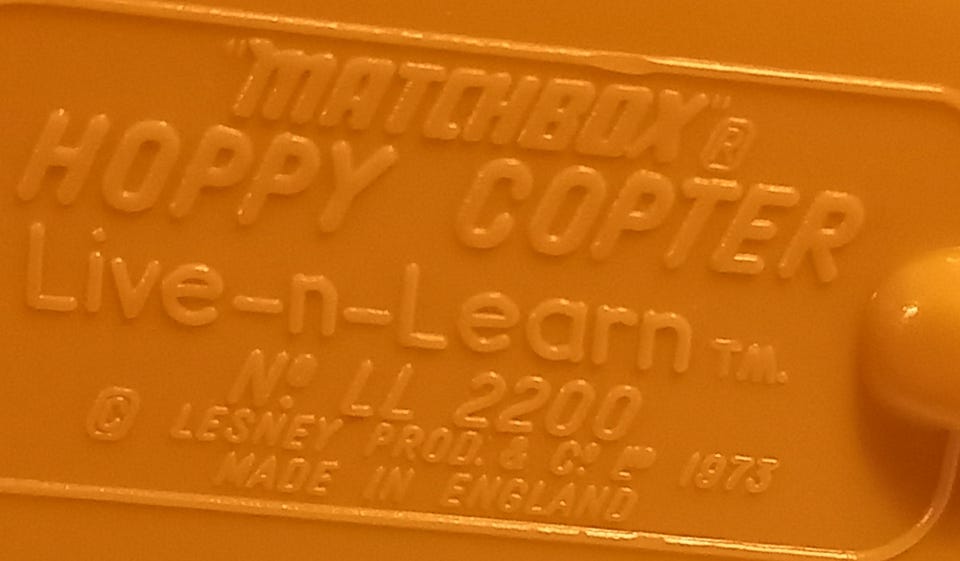 "MATCHBOX"®
HOPPY COPTER
Live-n-Learn TM.
Nº LL 2200
© LESNEY PROD. & Cº Lᵀᴰ 1973
MADE IN ENGLAND